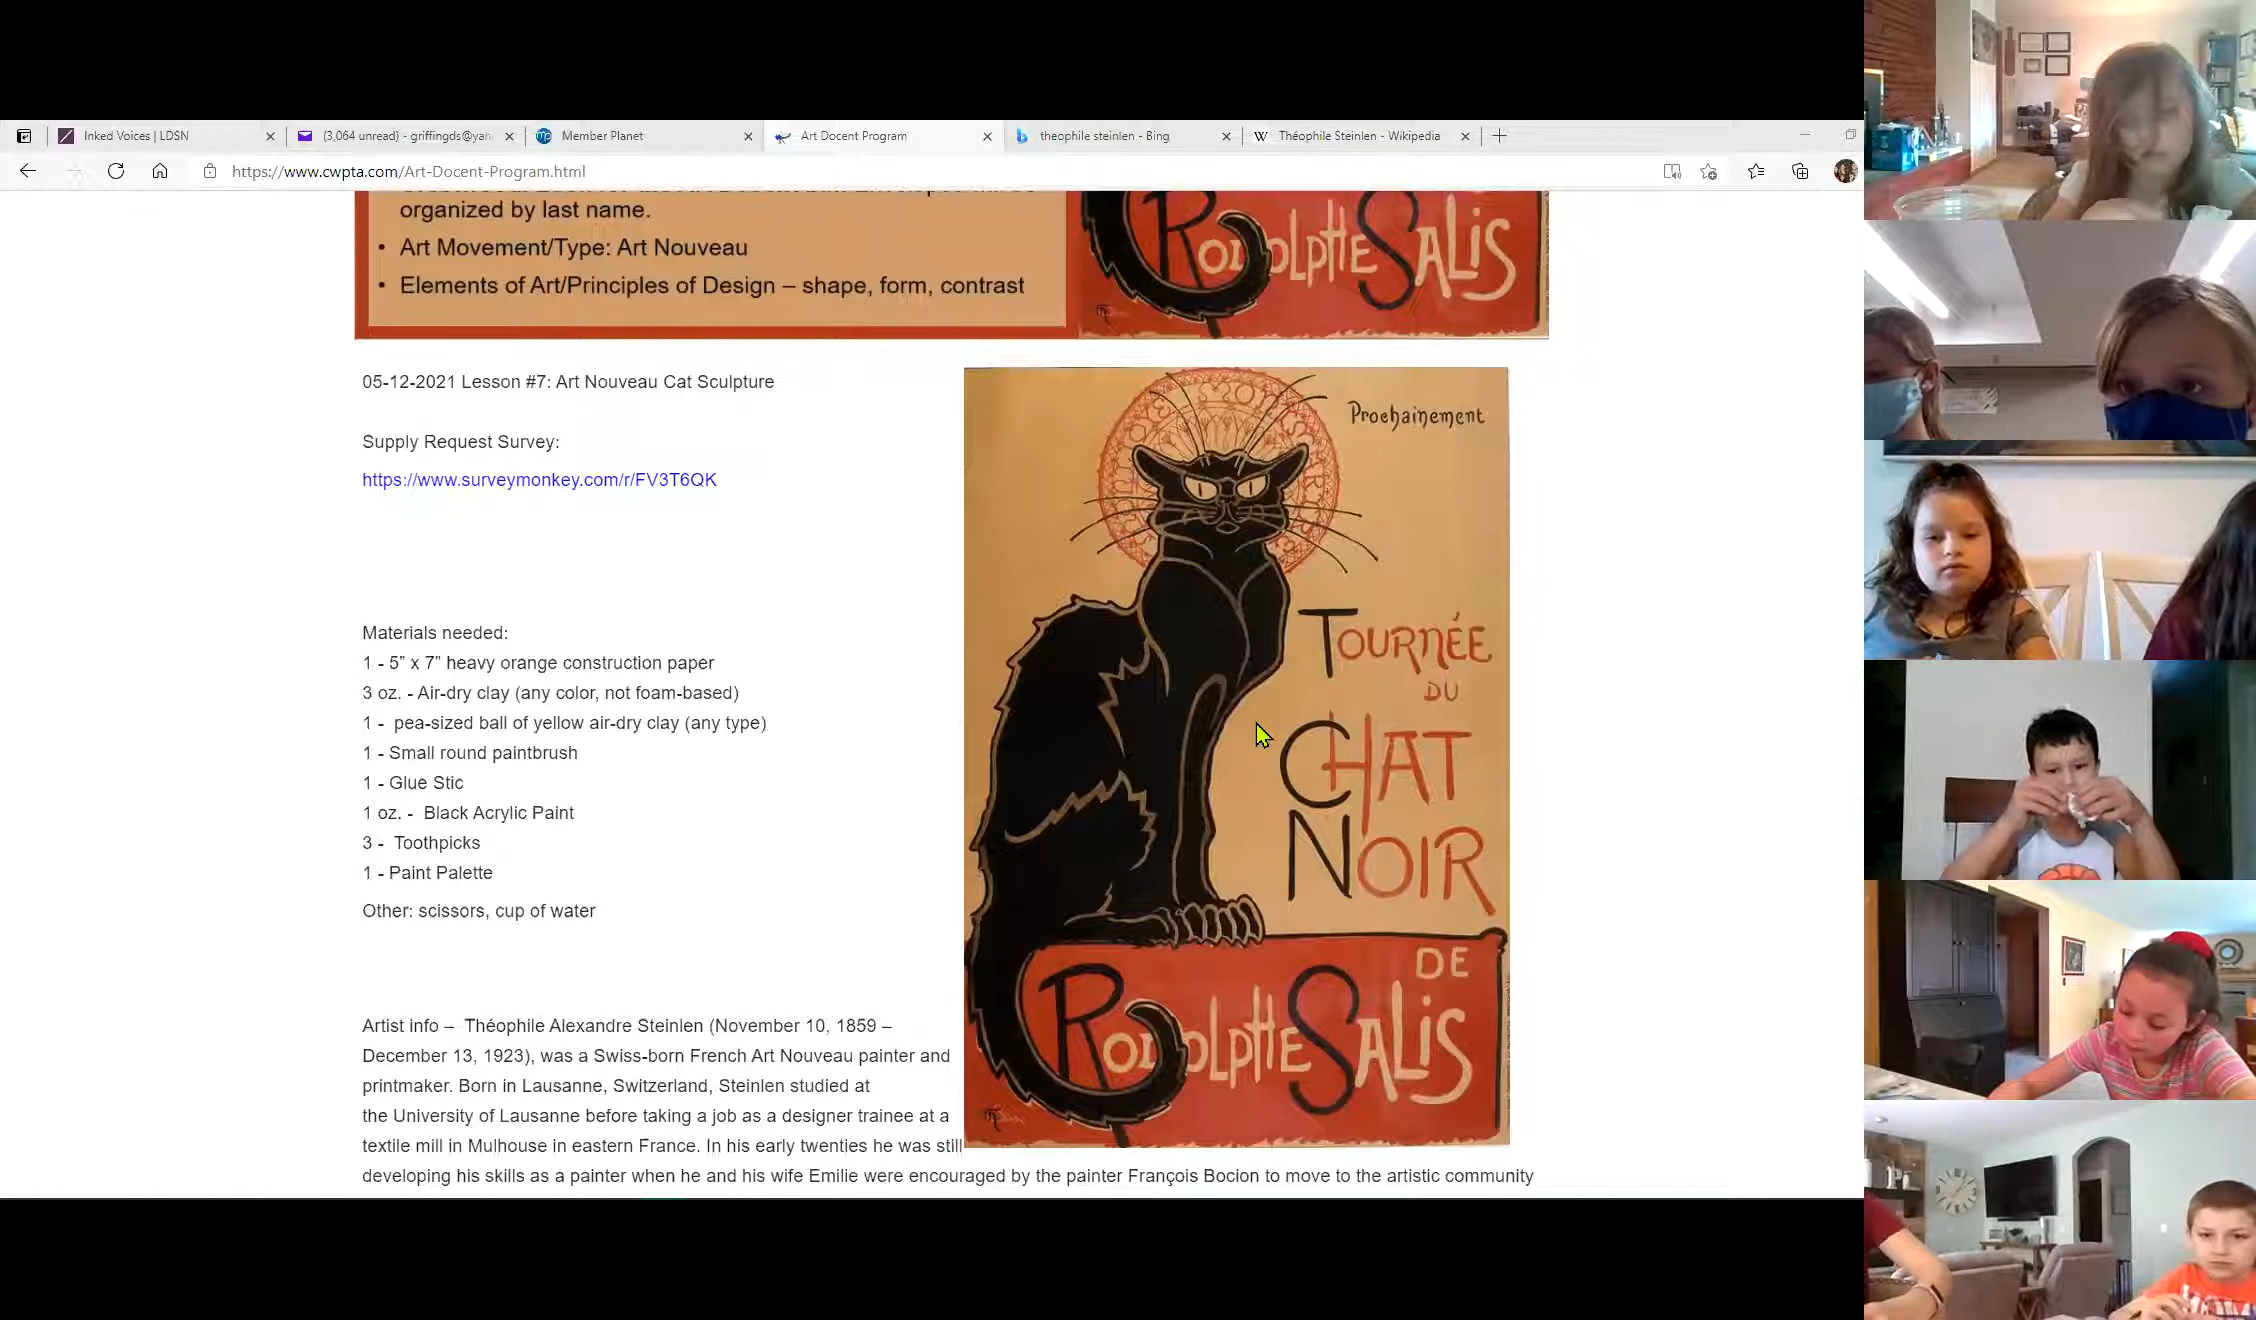 Inked Voices | LDSN
(3,064 unread) - griffingds@yah
Member Planet
Art Docent Program
theophile steinlen - Bing
W Théophile Steinlen - Wikipedia
https://www.cwpta.com/Art-Docent-Program.html
organized by last name.
• Art Movement/Type: Art Nouveau
• Elements of Art/Principles of Design – shape, form, contrast
RODOLPHE SALIS
05-12-2021 Lesson #7: Art Nouveau Cat Sculpture
Supply Request Survey:
https://www.surveymonkey.com/r/FV3T6QK
Materials needed:
1 - 5” x 7” heavy orange construction paper
3 oz. - Air-dry clay (any color, not foam-based)
1 - pea-sized ball of yellow air-dry clay (any type)
1 - Small round paintbrush
1 - Glue Stic
1 oz. - Black Acrylic Paint
3 - Toothpicks
1 - Paint Palette
Other: scissors, cup of water
Prochainement
TOURNÉE
DU
CHAT
NOIR
DE
RODOLPHE SALIS
Artist info – Théophile Alexandre Steinlen (November 10, 1859 –
December 13, 1923), was a Swiss-born French Art Nouveau painter and
printmaker. Born in Lausanne, Switzerland, Steinlen studied at
the University of Lausanne before taking a job as a designer trainee at a
textile mill in Mulhouse in eastern France. In his early twenties he was still
developing his skills as a painter when he and his wife Emilie were encouraged by the painter François Bocion to move to the artistic community